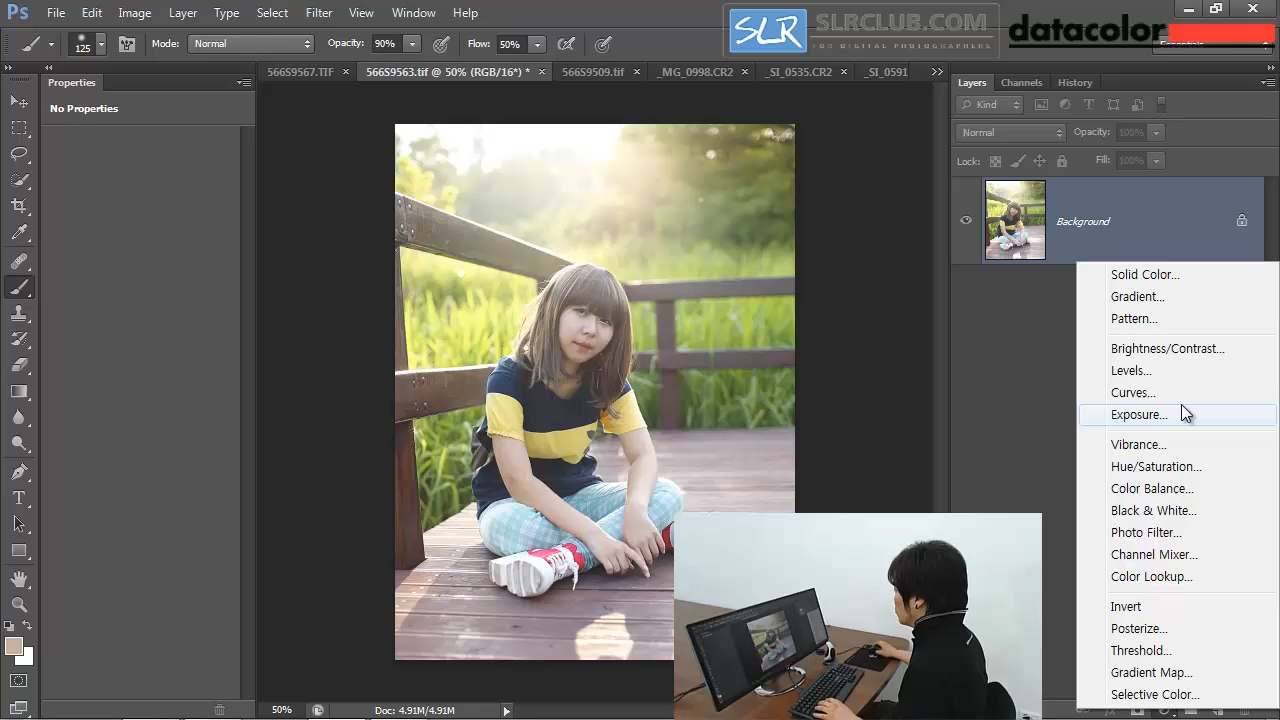 Ps File Edit Image Layer Type Select Filter View Window Help
SLR SLRCLUB.COM
FOR DIGITAL PHOTOGRAPHERS
datacolor
125 Mode: Normal Opacity: 90% Flow: 50%
Essentials
566S9567.TIF × 566S9563.tif @ 50% (RGB/16*) * × 566S9509.tif × _MG_0998.CR2 × _SI_0535.CR2 × _SI_0591
Properties
No Properties
Layers Channels History
Kind
Normal Opacity: 100%
Lock: Fill: 100%
Background
Solid Color...
Gradient...
Pattern...
Brightness/Contrast...
Levels...
Curves...
Exposure...
Vibrance...
Hue/Saturation...
Color Balance...
Black & White...
Photo Filter...
Channel Mixer...
Color Lookup...
Invert
Posterize...
Threshold...
Gradient Map...
Selective Color...
50% Doc: 4.91M/4.91M